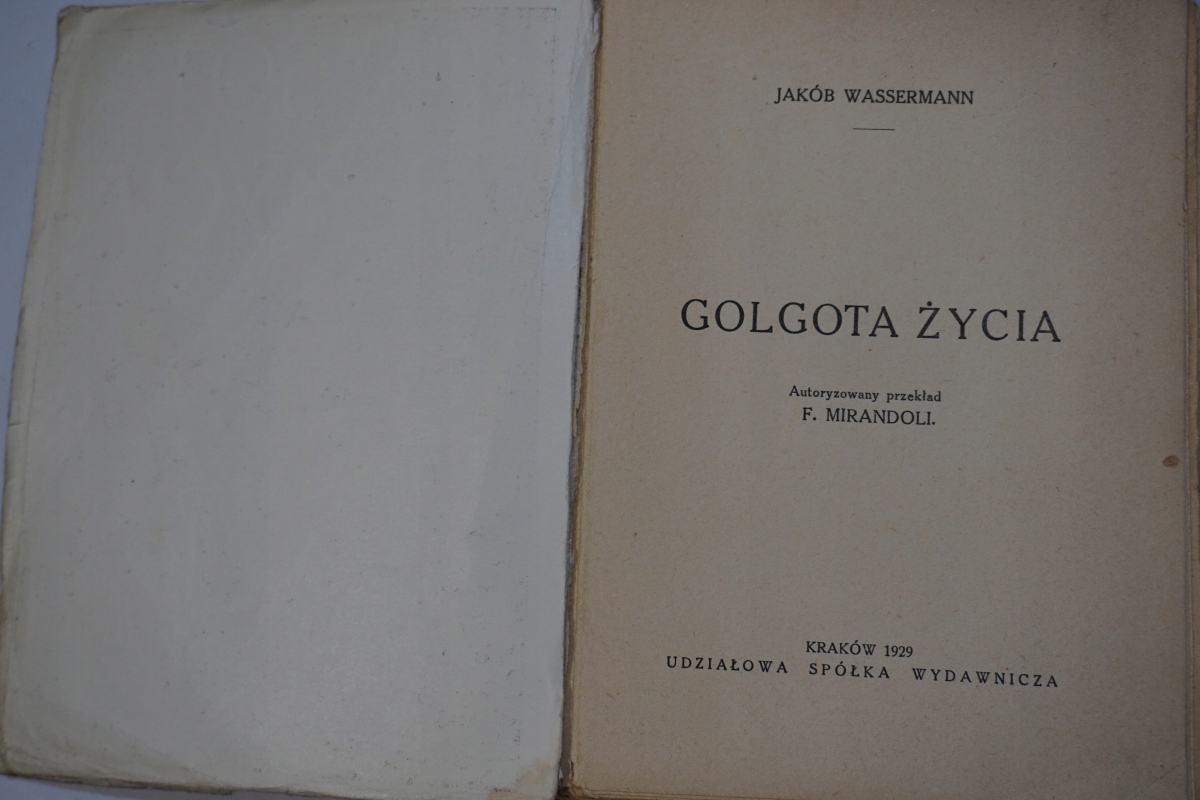 JAKÓB WASSERMANN
GOLGOTA ŻYCIA
Autoryzowany przekład
F. MIRANDOLI.
KRAKÓW 1929
UDZIAŁOWA SPÓŁKA WYDAWNICZA